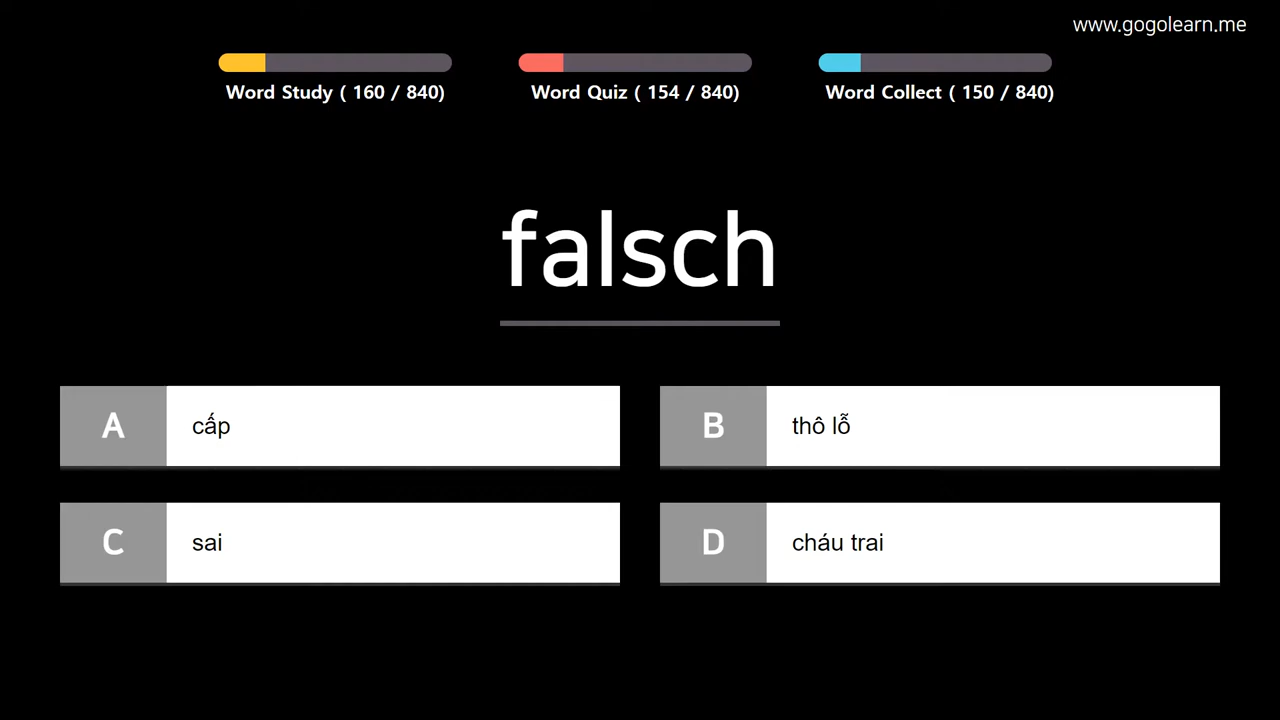 www.gogolearn.me
Word Study ( 160 / 840)
Word Quiz ( 154 / 840)
Word Collect ( 150 / 840)
falsch
A cấp
B thô lỗ
C sai
D cháu trai